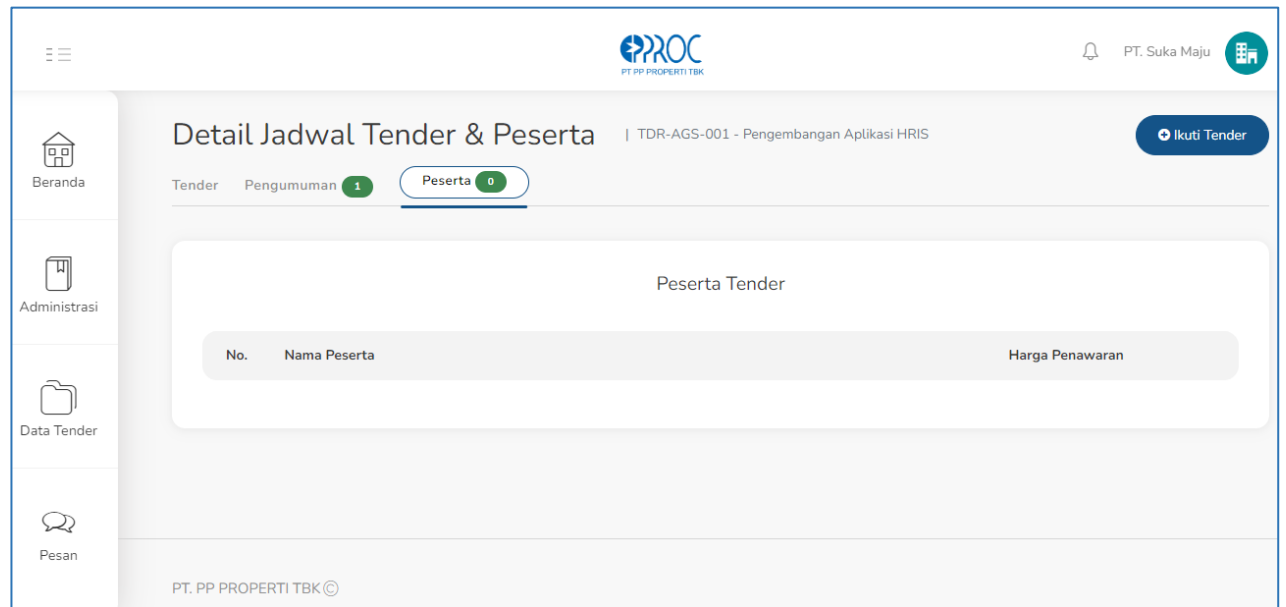 EPROC
PT PP PROPERTI TBK
PT. Suka Maju
Beranda
Administrasi
Data Tender
Pesan
Detail Jadwal Tender & Peserta | TDR-AGS-001 - Pengembangan Aplikasi HRIS
Ikuti Tender
Tender Pengumuman 1 Peserta 0
Peserta Tender
No. Nama Peserta Harga Penawaran
PT. PP PROPERTI TBK ©